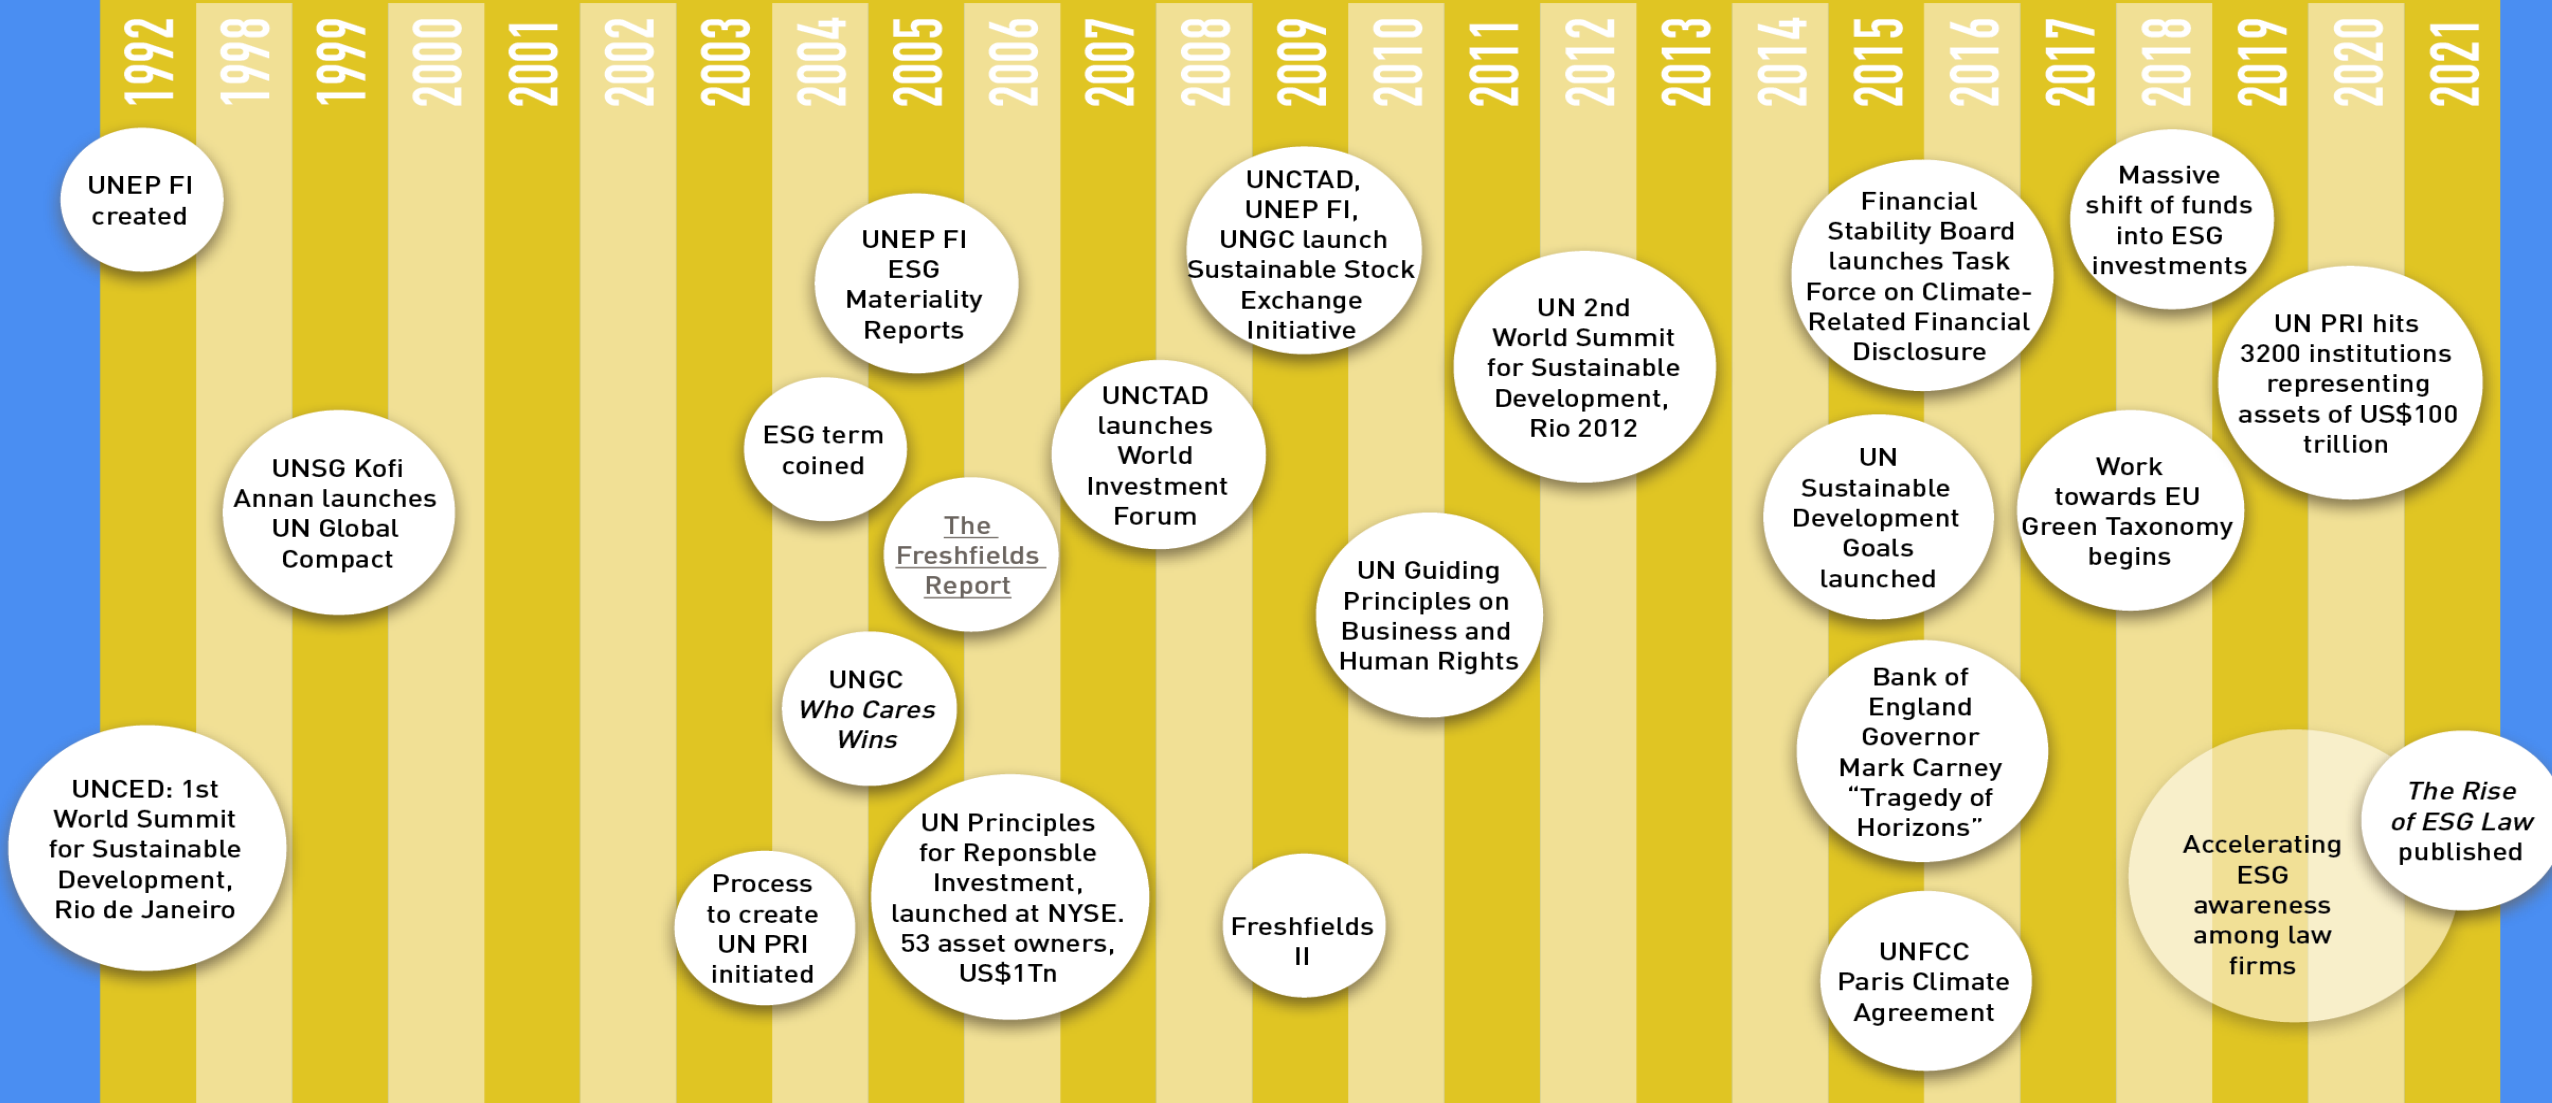 1992
1998
1999
2000
2001
2002
2003
2004
2005
2006
2007
2008
2009
2010
2011
2012
2013
2014
2015
2016
2017
2018
2019
2020
2021
UNEP FI
created
UNCED: 1st
World Summit
for Sustainable
Development,
Rio de Janeiro
UNSG Kofi
Annan launches
UN Global
Compact
Process
to create
UN PRI
initiated
ESG term
coined
UNGC
Who Cares
Wins
UNEP FI
ESG
Materiality
Reports
The
Freshfields
Report
UN Principles
for Reponsble
Investment,
launched at NYSE.
53 asset owners,
US$1Tn
UNCTAD
launches
World
Investment
Forum
UNCTAD,
UNEP FI,
UNGC launch
Sustainable Stock
Exchange
Initiative
Freshfields
II
UN Guiding
Principles on
Business and
Human Rights
UN 2nd
World Summit
for Sustainable
Development,
Rio 2012
Financial
Stability Board
launches Task
Force on Climate-
Related Financial
Disclosure
UN
Sustainable
Development
Goals
launched
Bank of
England
Governor
Mark Carney
“Tragedy of
Horizons”
UNFCC
Paris Climate
Agreement
Massive
shift of funds
into ESG
investments
Work
towards EU
Green Taxonomy
begins
UN PRI hits
3200 institutions
representing
assets of US$100
trillion
Accelerating
ESG
awareness
among law
firms
The Rise
of ESG Law
published